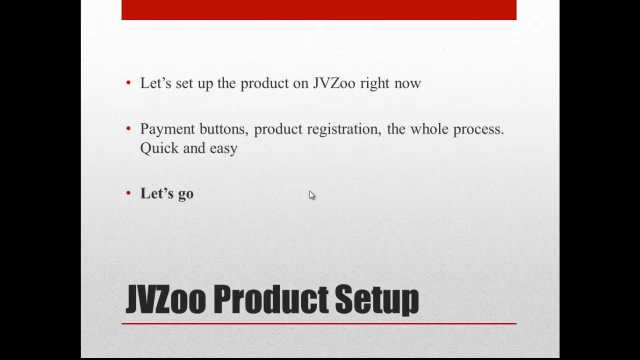 • Let’s set up the product on JVZoo right now
• Payment buttons, product registration, the whole process.
Quick and easy
• Let’s go
JVZoo Product Setup